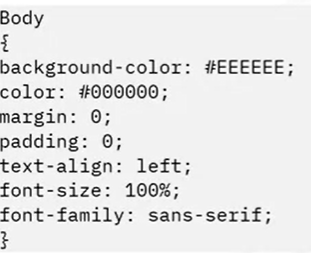 Body
{
background-color: #EEEEEE;
color: #000000;
margin: 0;
padding: 0;
text-align: left;
font-size: 100%;
font-family: sans-serif;
}